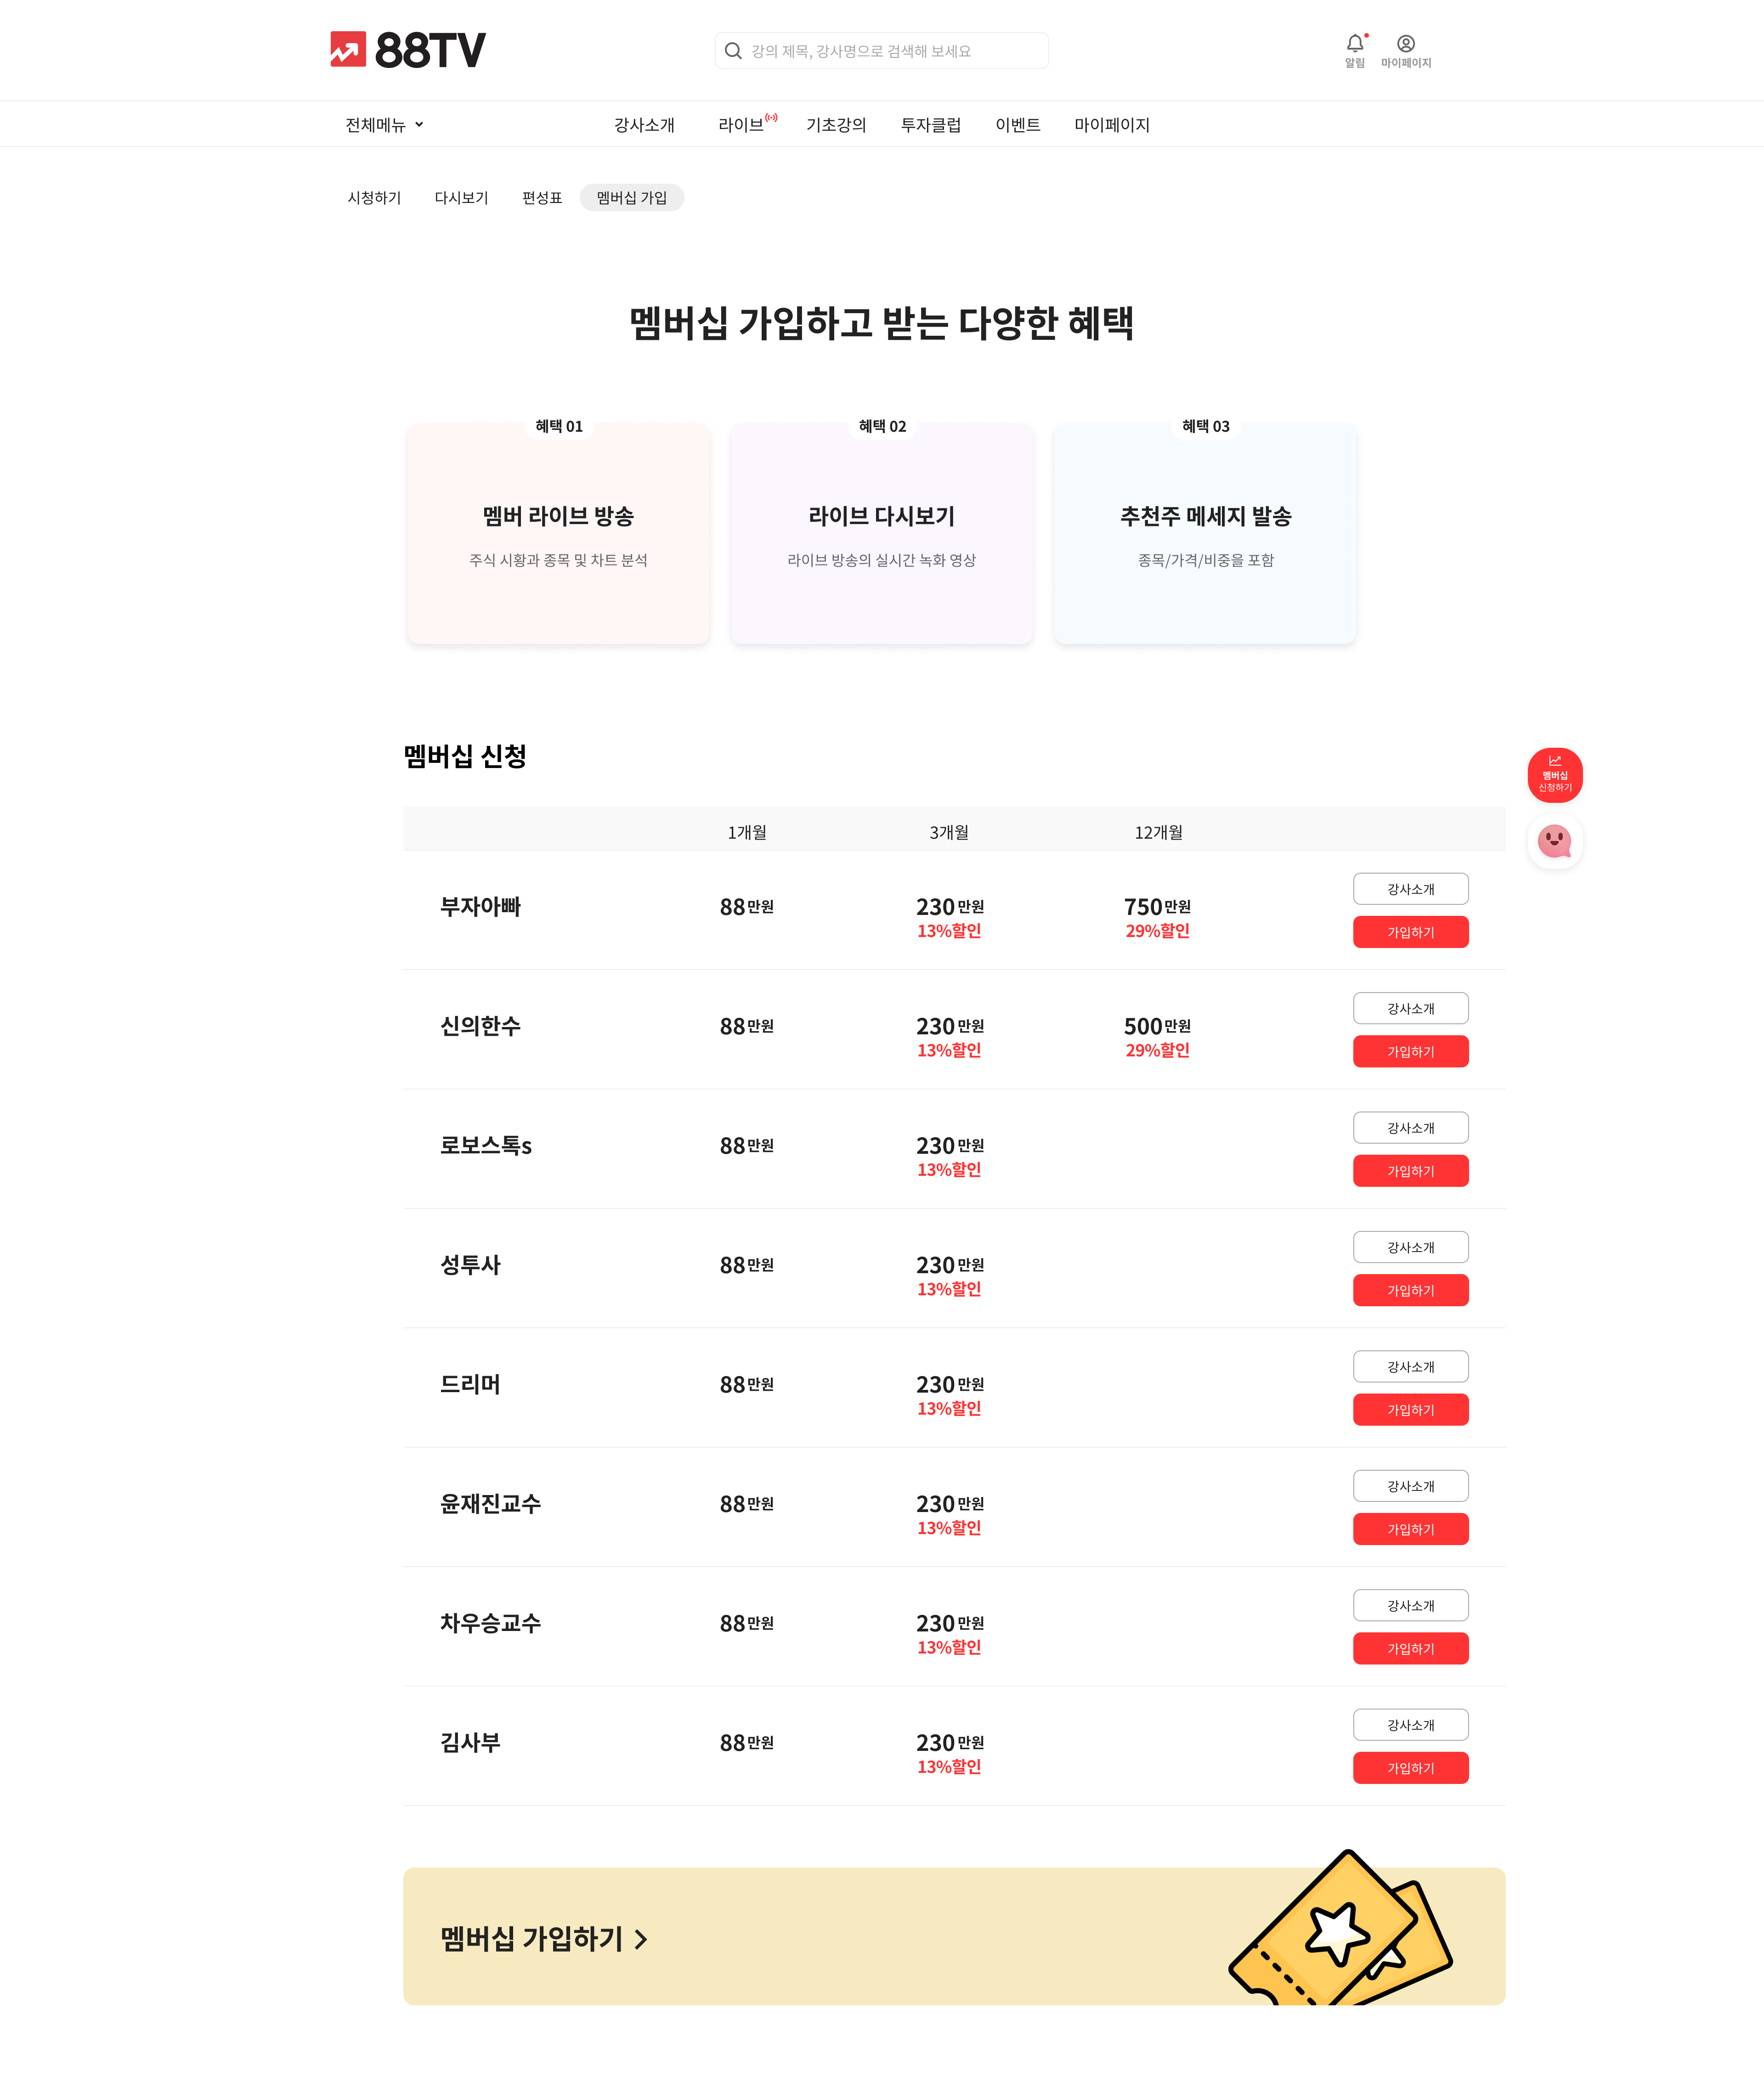 88TV
강의 제목, 강사명으로 검색해 보세요
알림
마이페이지
전체메뉴
강사소개
라이브
기초강의
투자클럽
이벤트
마이페이지
시청하기
다시보기
편성표
멤버십 가입
멤버십 가입하고 받는 다양한 혜택
혜택 01
멤버 라이브 방송
주식 시황과 종목 및 차트 분석
혜택 02
라이브 다시보기
라이브 방송의 실시간 녹화 영상
혜택 03
추천주 메세지 발송
종목/가격/비중을 포함
멤버십 신청
멤버십
신청하기
1개월 3개월 12개월
부자아빠 88만원 230만원 750만원
13%할인 29%할인
강사소개
가입하기
신의한수 88만원 230만원 500만원
13%할인 29%할인
강사소개
가입하기
로보스톡s 88만원 230만원
13%할인
강사소개
가입하기
성투사 88만원 230만원
13%할인
강사소개
가입하기
드리머 88만원 230만원
13%할인
강사소개
가입하기
윤재진교수 88만원 230만원
13%할인
강사소개
가입하기
차우승교수 88만원 230만원
13%할인
강사소개
가입하기
김사부 88만원 230만원
13%할인
강사소개
가입하기
멤버십 가입하기